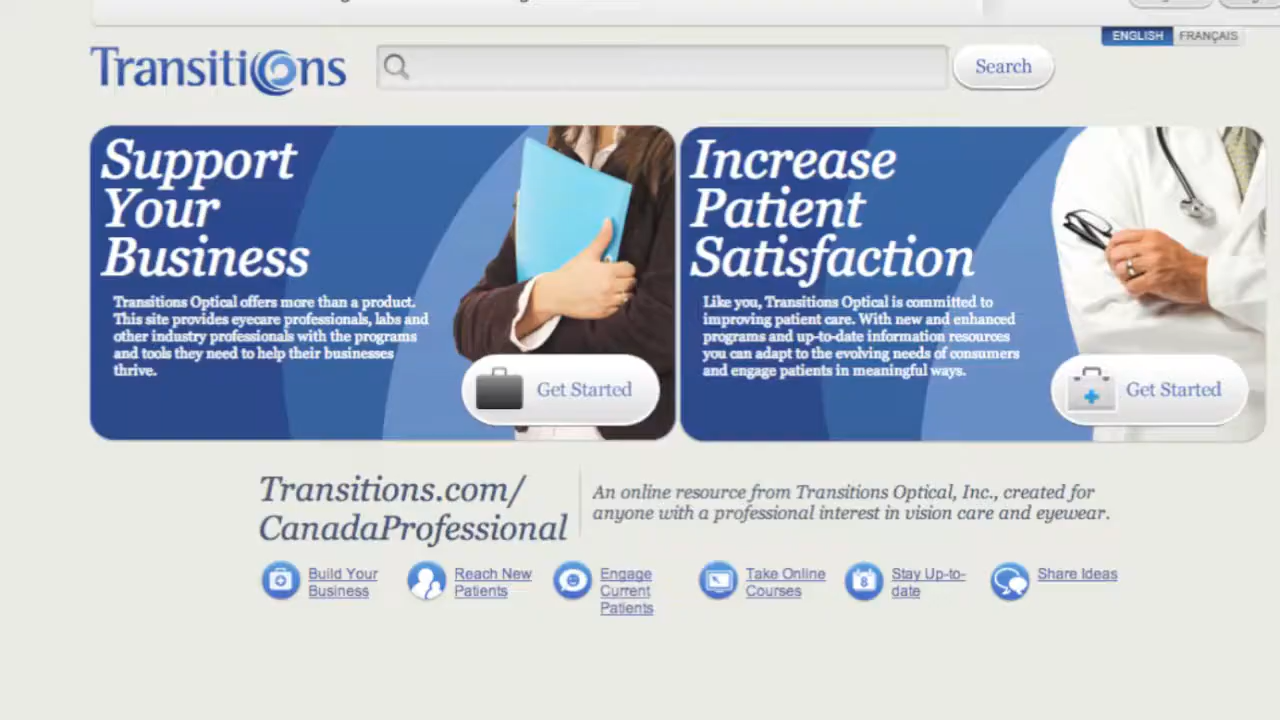 ENGLISH FRANÇAIS
Transitions
Search
Support
Your
Business
Transitions Optical offers more than a product.
This site provides eyecare professionals, labs and
other industry professionals with the programs
and tools they need to help their businesses
thrive.
Get Started
Increase
Patient
Satisfaction
Like you, Transitions Optical is committed to
improving patient care. With new and enhanced
programs and up-to-date information resources
you can adapt to the evolving needs of consumers
and engage patients in meaningful ways.
Get Started
Transitions.com/
CanadaProfessional
An online resource from Transitions Optical, Inc., created for
anyone with a professional interest in vision care and eyewear.
Build Your
Business
Reach New
Patients
Engage
Current
Patients
Take Online
Courses
8
Stay Up-to-
date
Share Ideas